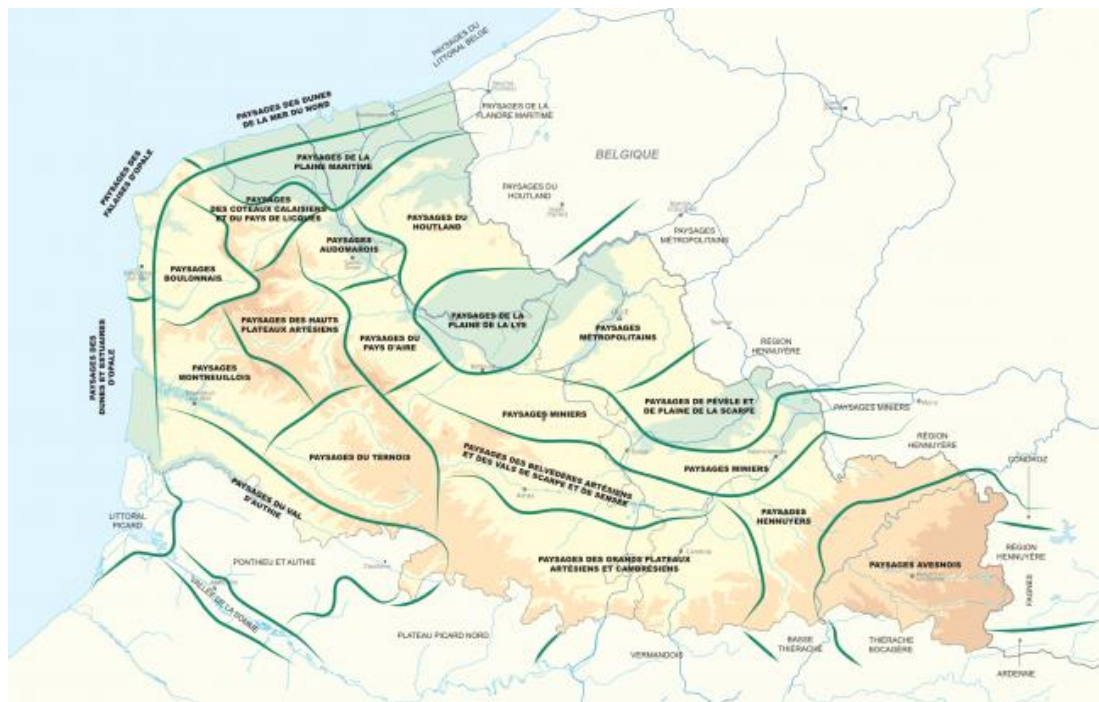 PAYSAGES DU
LITTORAL BELGE
PAYSAGES DES DUNES
DE LA MER DU NORD
PAYSAGES DE LA
FLANDRE MARITIME
PAYSAGES DES
FALAISES D'OPALE
PAYSAGES DE LA
PLAINE MARITIME
BELGIQUE
PAYSAGES DU
HOUTLAND
PAYSAGES
DES COTEAUX CALAISIENS
ET DU PAYS DE LICQUES
PAYSAGES DU
HOUTLAND
PAYSAGES
AUDOMAROIS
PAYSAGES
MÉTROPOLITAINS
PAYSAGES
BOULONNAIS
PAYSAGES DES HAUTS
PLATEAUX ARTÉSIENS
PAYSAGES DE LA
PLAINE DE LA LYS
PAYSAGES
MÉTROPOLITAINS
PAYSAGES DU
PAYS D'AIRE
RÉGION
HENNUYÈRE
PAYSAGES DES
DUNES ET ESTUAIRES
D'OPALE
PAYSAGES
MONTREUILLOIS
PAYSAGES MINIERS
PAYSAGES DE PÉVÈLE ET
DE PLAINE DE LA SCARPE
PAYSAGES MINIERS
RÉGION
HENNUYÈRE
PAYSAGES DU TERNOIS
PAYSAGES DES BELVÉDÈRES ARTÉSIENS
ET DES VALS DE SCARPE ET DE SENSÉE
PAYSAGES MINIERS
CONDROZ
PAYSAGES DU VAL
D'AUTHIE
PAYSAGES
HENNUYERS
LITTORAL
PICARD
PONTHIEU ET AUTHIE
PAYSAGES DES GRANDS PLATEAUX
ARTÉSIENS ET CAMBRÉSIENS
Cambrai
PAYSAGES AVESNOIS
RÉGION
HENNUYÈRE
FAGNES
VALLÉE DE LA SOMME
PLATEAU PICARD NORD
VERMANDOIS
BASSE
THIÉRACHE
THIÉRACHE
BOCAGÈRE
ARDENNE